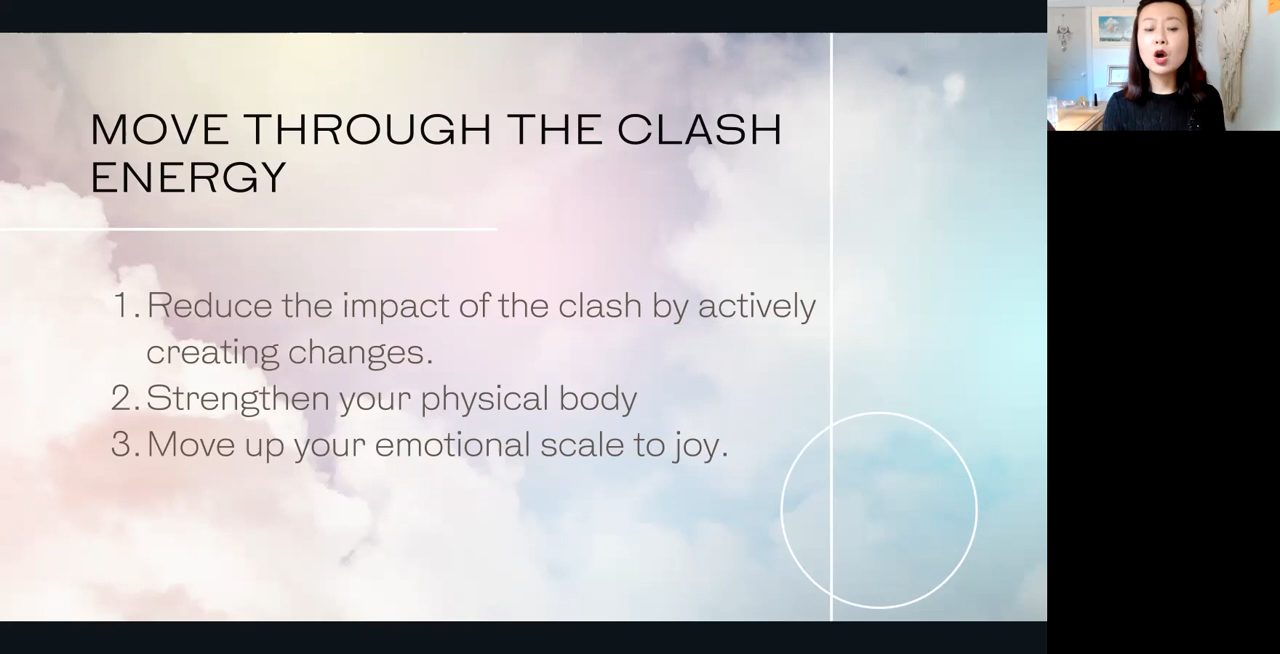 MOVE THROUGH THE CLASH
ENERGY
1. Reduce the impact of the clash by actively
creating changes.
2. Strengthen your physical body
3. Move up your emotional scale to joy.